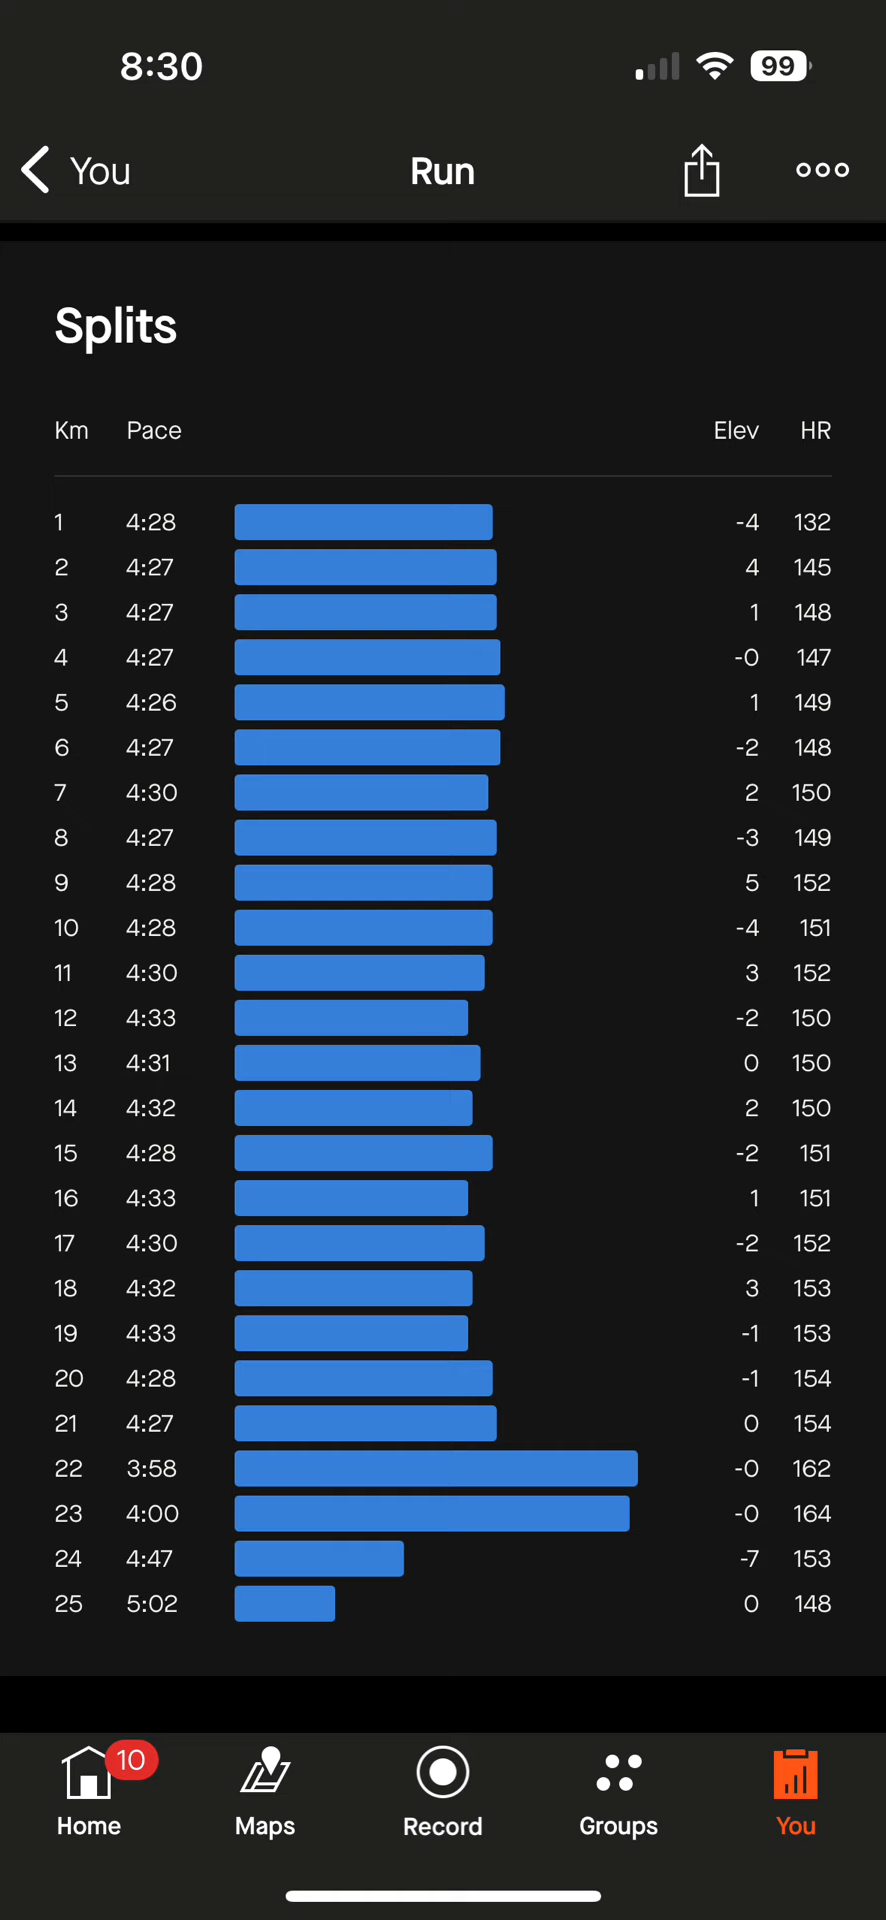 8:30
99
You Run
Splits
Km Pace Elev HR
1 4:28 -4 132
2 4:27 4 145
3 4:27 1 148
4 4:27 -0 147
5 4:26 1 149
6 4:27 -2 148
7 4:30 2 150
8 4:27 -3 149
9 4:28 5 152
10 4:28 -4 151
11 4:30 3 152
12 4:33 -2 150
13 4:31 0 150
14 4:32 2 150
15 4:28 -2 151
16 4:33 1 151
17 4:30 -2 152
18 4:32 3 153
19 4:33 -1 153
20 4:28 -1 154
21 4:27 0 154
22 3:58 -0 162
23 4:00 -0 164
24 4:47 -7 153
25 5:02 0 148
10
Home Maps Record Groups You